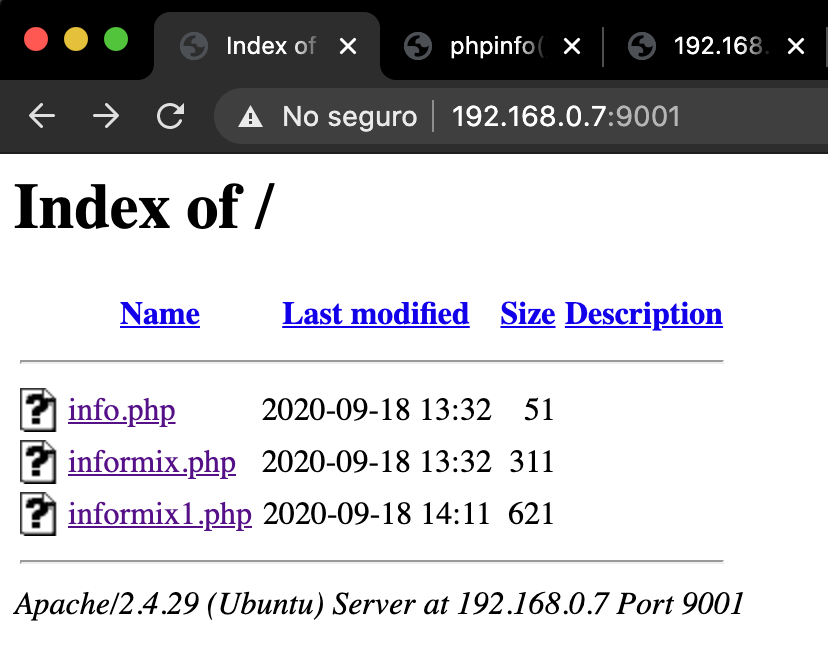 Index of
phpinfo(
192.168.
No seguro 192.168.0.7:9001
Index of /
Name Last modified Size Description
info.php 2020-09-18 13:32 51
informix.php 2020-09-18 13:32 311
informix1.php 2020-09-18 14:11 621
Apache/2.4.29 (Ubuntu) Server at 192.168.0.7 Port 9001